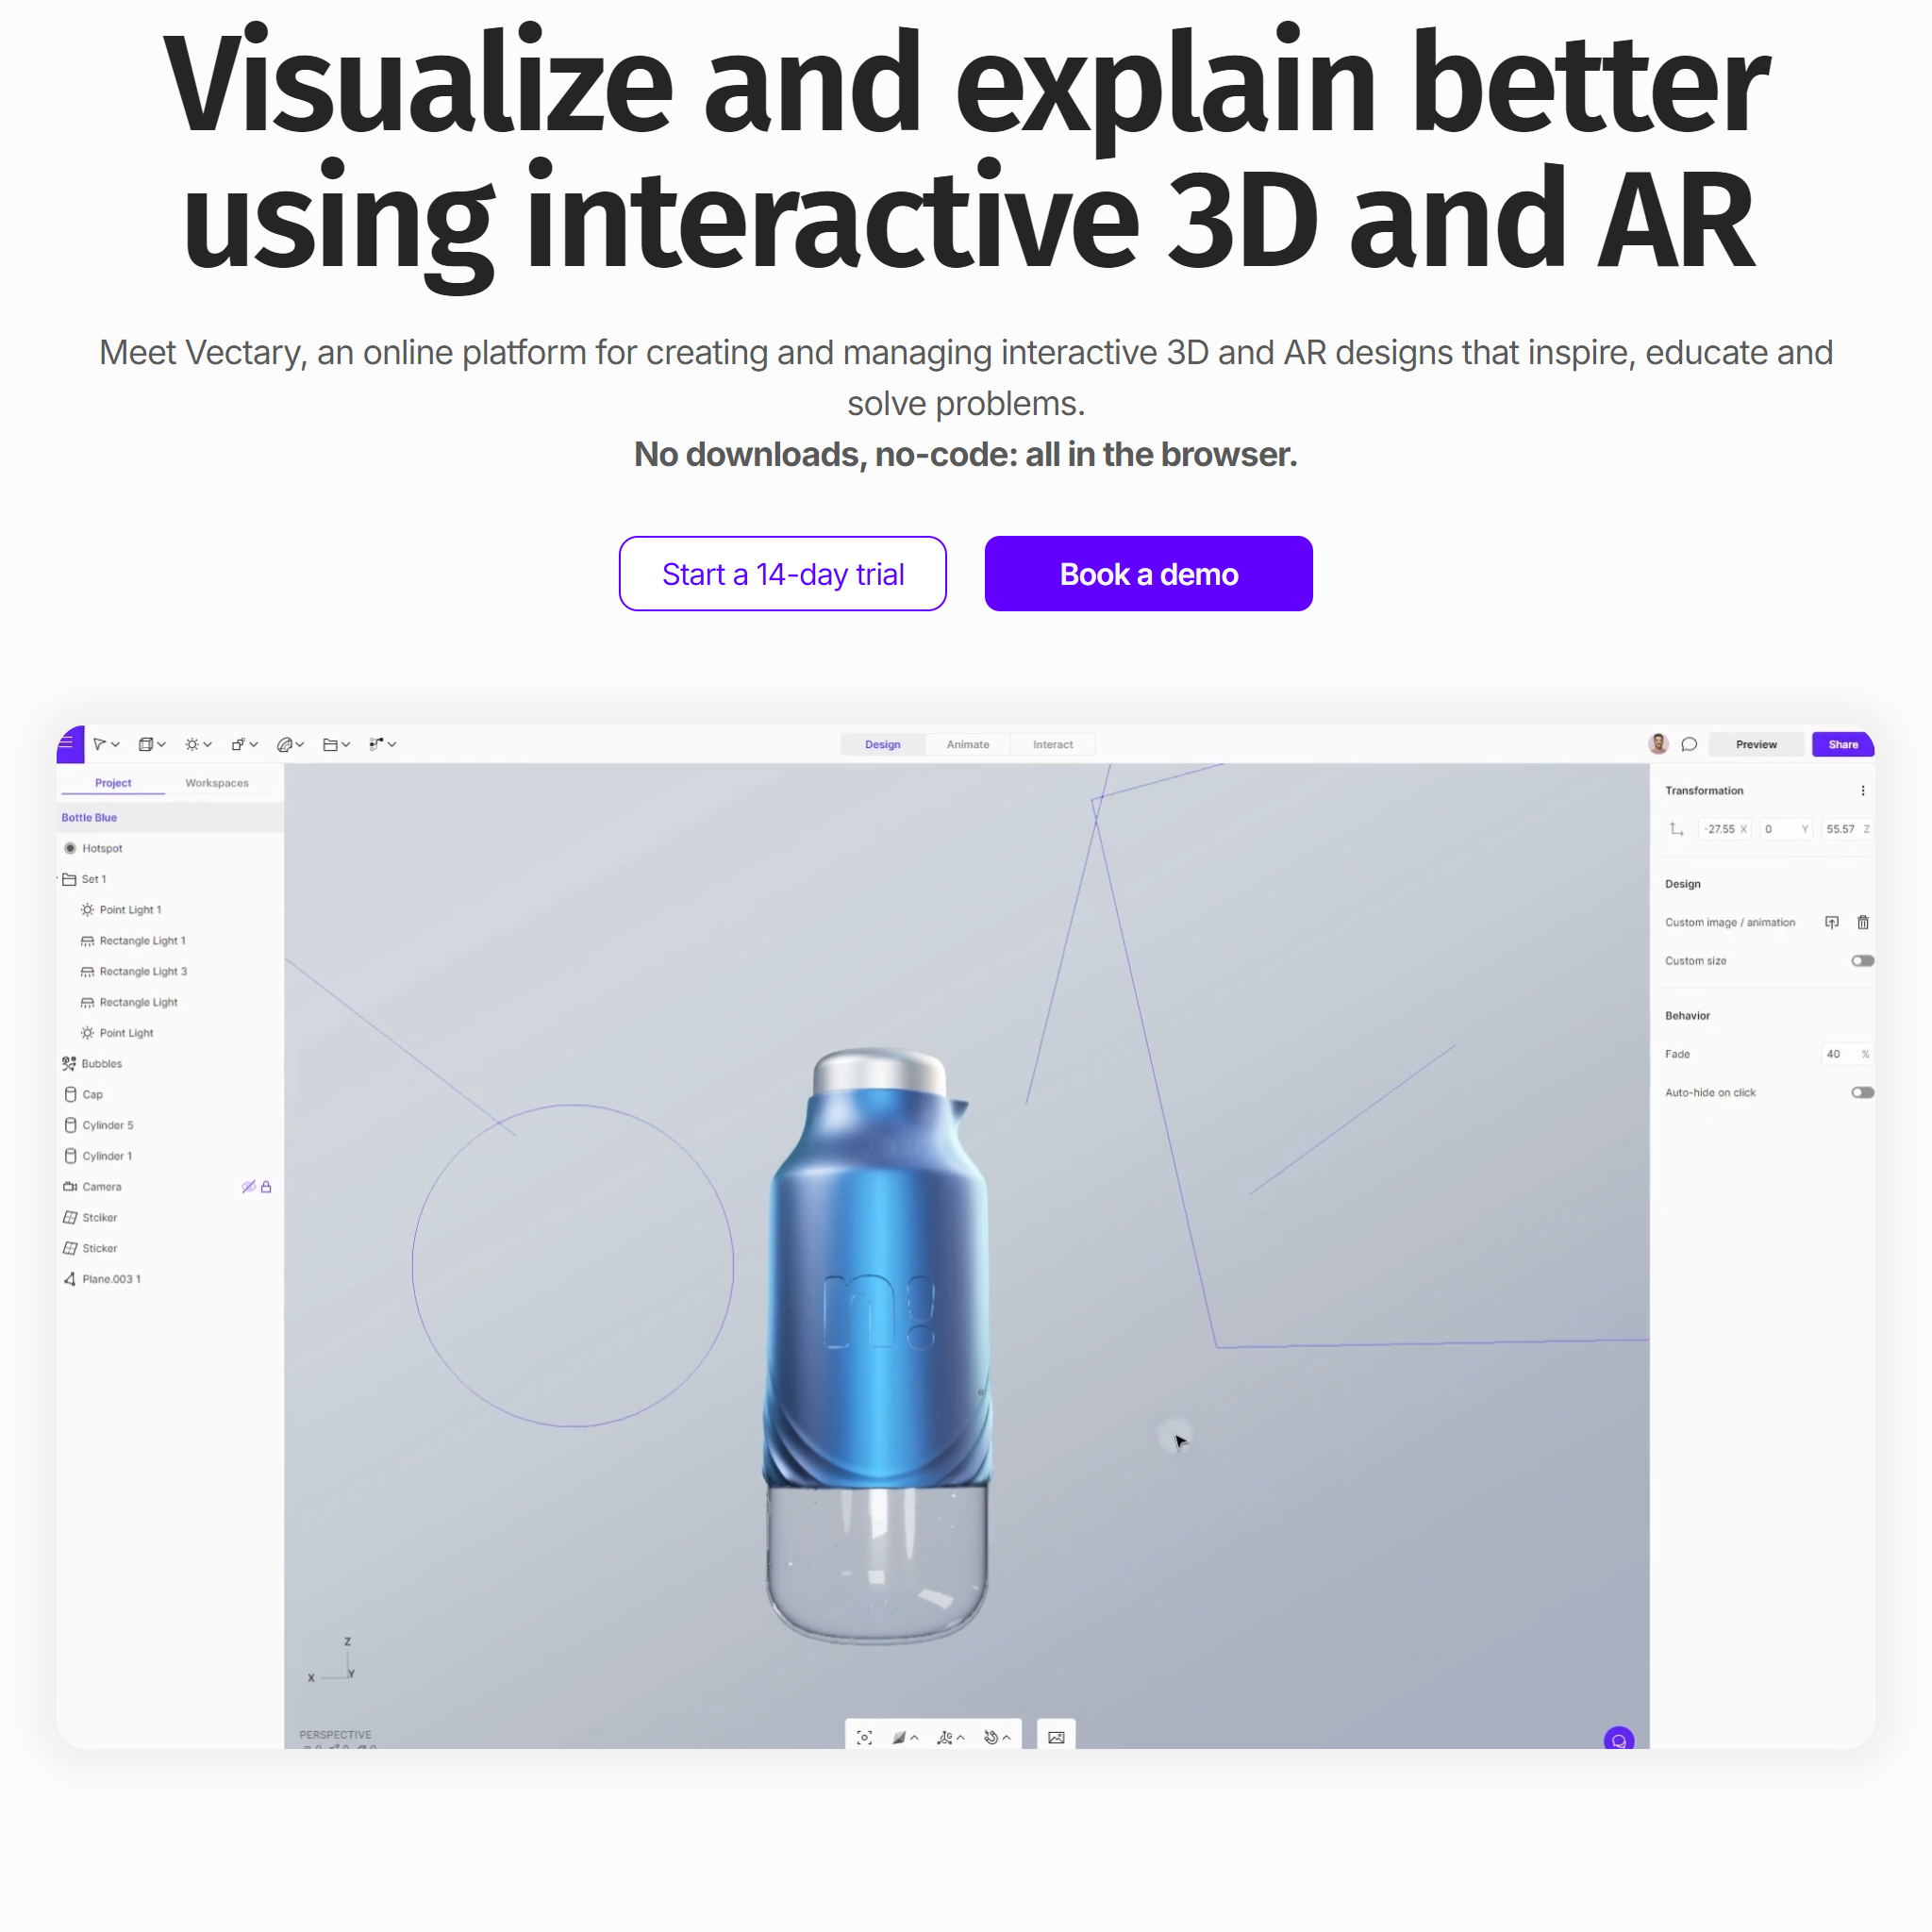 Visualize and explain better
using interactive 3D and AR
Meet Vectary, an online platform for creating and managing interactive 3D and AR designs that inspire, educate and
solve problems.
No downloads, no-code: all in the browser.
Start a 14-day trial
Book a demo
Design
Animate
Interact
Preview
Share
Project
Workspaces
Bottle Blue
Hotspot
Set 1
Point Light 1
Rectangle Light 1
Rectangle Light 3
Rectangle Light
Point Light
Bubbles
Cap
Cylinder 5
Cylinder 1
Camera
Stciker
Sticker
Plane.003 1
n!
Z
X
Y
PERSPECTIVE
Transformation
-27.55 X
0 Y
55.57 Z
Design
Custom image / animation
Custom size
Behavior
Fade
40 %
Auto-hide on click